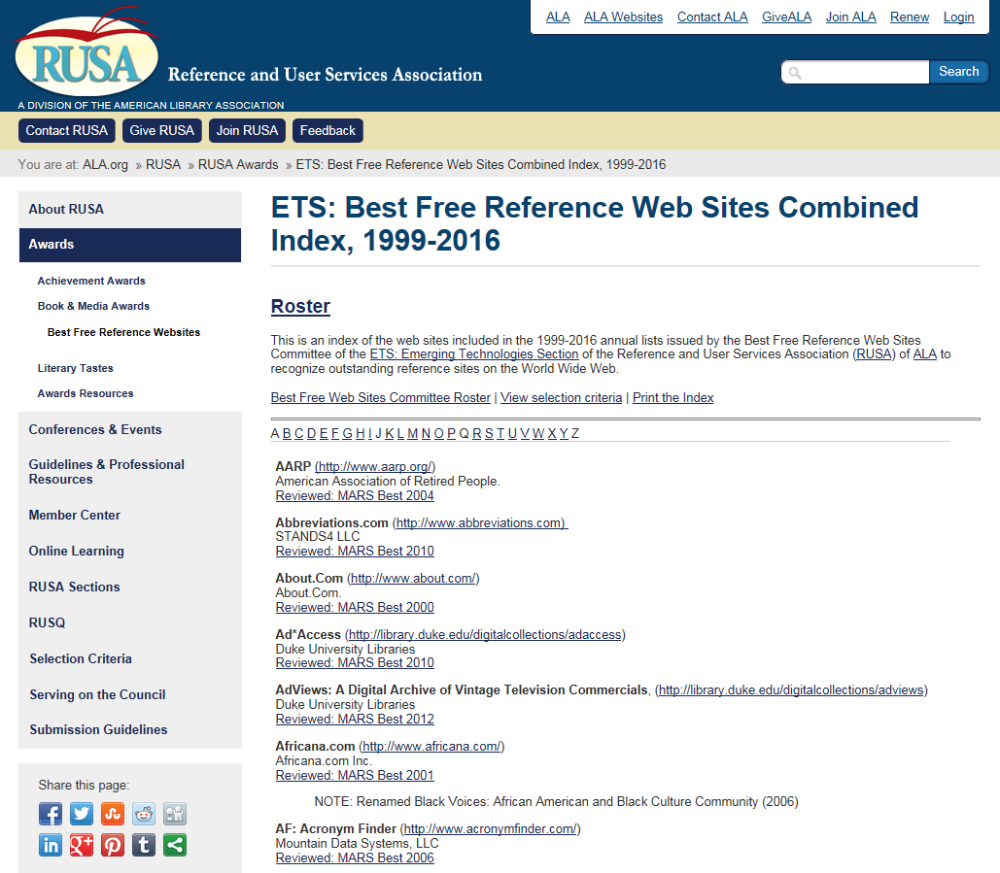 ALA ALA Websites Contact ALA GiveALA Join ALA Renew Login
RUSA
Reference and User Services Association
Search
A DIVISION OF THE AMERICAN LIBRARY ASSOCIATION
Contact RUSA Give RUSA Join RUSA Feedback
You are at: ALA.org » RUSA » RUSA Awards » ETS: Best Free Reference Web Sites Combined Index, 1999-2016
About RUSA
Awards
Achievement Awards
Book & Media Awards
Best Free Reference Websites
Literary Tastes
Awards Resources
Conferences & Events
Guidelines & Professional
Resources
Member Center
Online Learning
RUSA Sections
RUSQ
Selection Criteria
Serving on the Council
Submission Guidelines
Share this page:
ETS: Best Free Reference Web Sites Combined
Index, 1999-2016
Roster
This is an index of the web sites included in the 1999-2016 annual lists issued by the Best Free Reference Web Sites
Committee of the ETS: Emerging Technologies Section of the Reference and User Services Association (RUSA) of ALA to
recognize outstanding reference sites on the World Wide Web.
Best Free Web Sites Committee Roster | View selection criteria | Print the Index
A B C D E F G H I J K L M N O P Q R S T U V W X Y Z
AARP (http://www.aarp.org/)
American Association of Retired People.
Reviewed: MARS Best 2004
Abbreviations.com (http://www.abbreviations.com)
STANDS4 LLC
Reviewed: MARS Best 2010
About.Com (http://www.about.com/)
About.Com.
Reviewed: MARS Best 2000
Ad*Access (http://library.duke.edu/digitalcollections/adaccess)
Duke University Libraries
Reviewed: MARS Best 2010
AdViews: A Digital Archive of Vintage Television Commercials, (http://library.duke.edu/digitalcollections/adviews)
Duke University Libraries
Reviewed: MARS Best 2012
Africana.com (http://www.africana.com/)
Africana.com Inc.
Reviewed: MARS Best 2001
NOTE: Renamed Black Voices: African American and Black Culture Community (2006)
AF: Acronym Finder (http://www.acronymfinder.com/)
Mountain Data Systems, LLC
Reviewed: MARS Best 2006